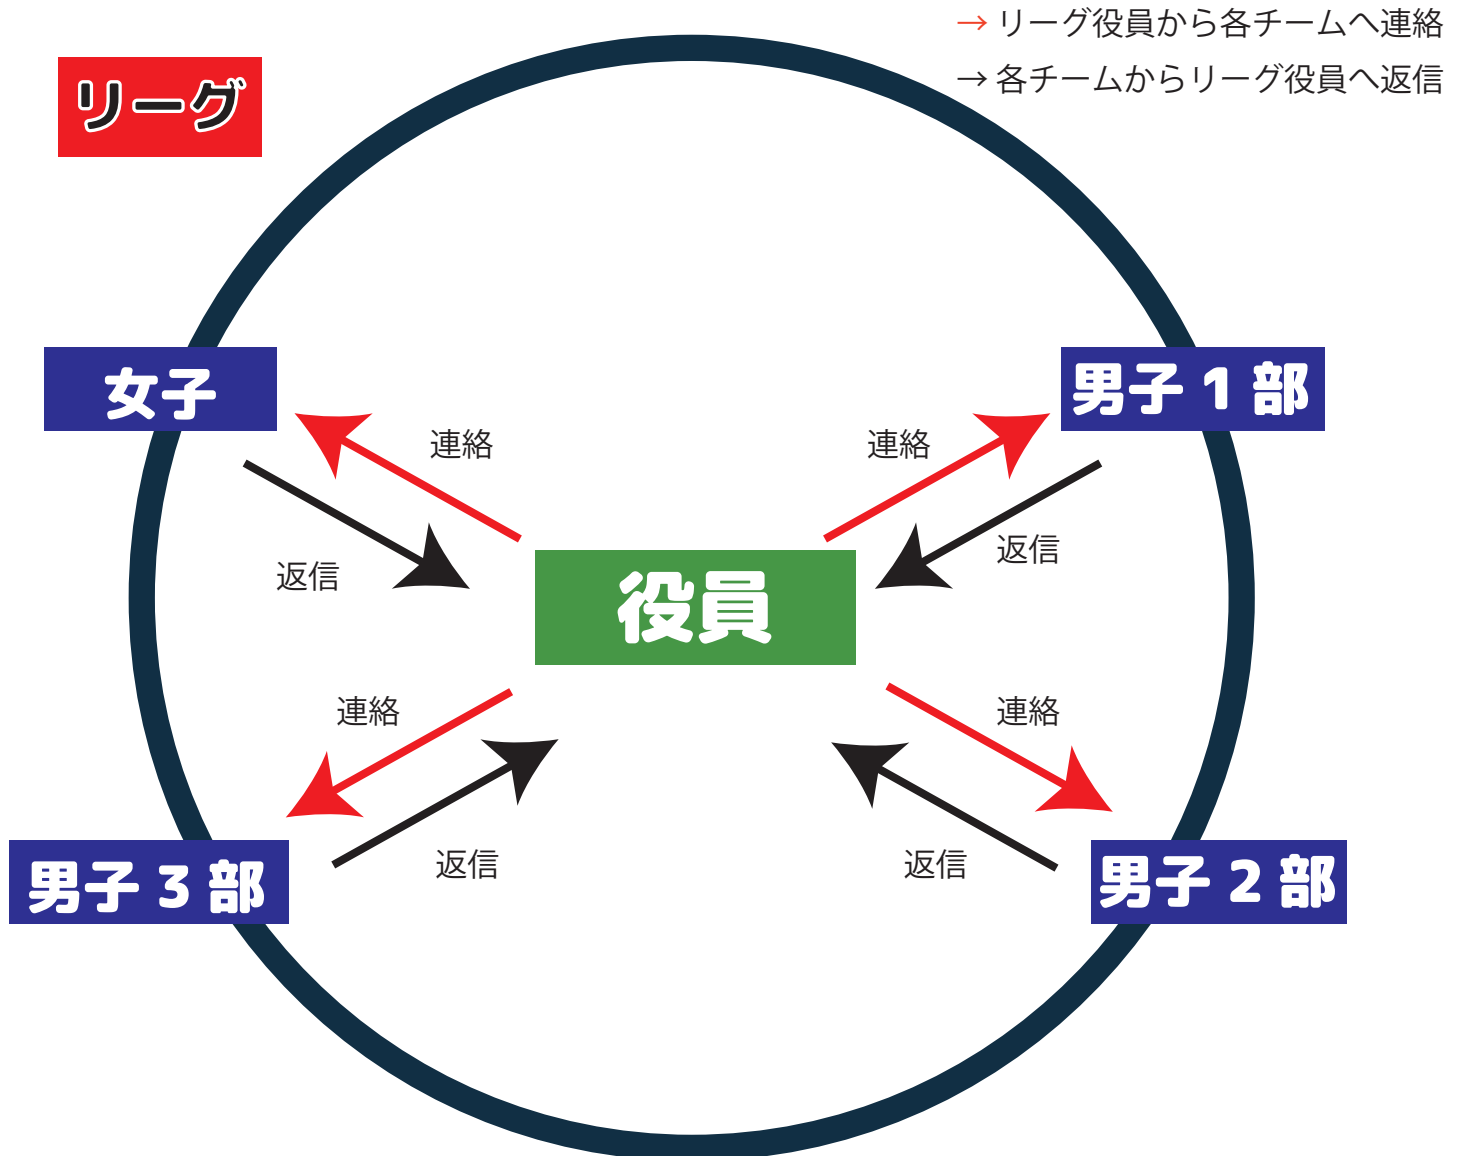 → リーグ役員から各チームへ連絡
→ 各チームからリーグ役員へ返信
リーグ
女子
男子 1 部
連絡
連絡
返信
返信
役員
連絡
連絡
返信
返信
男子 3 部
男子 2 部